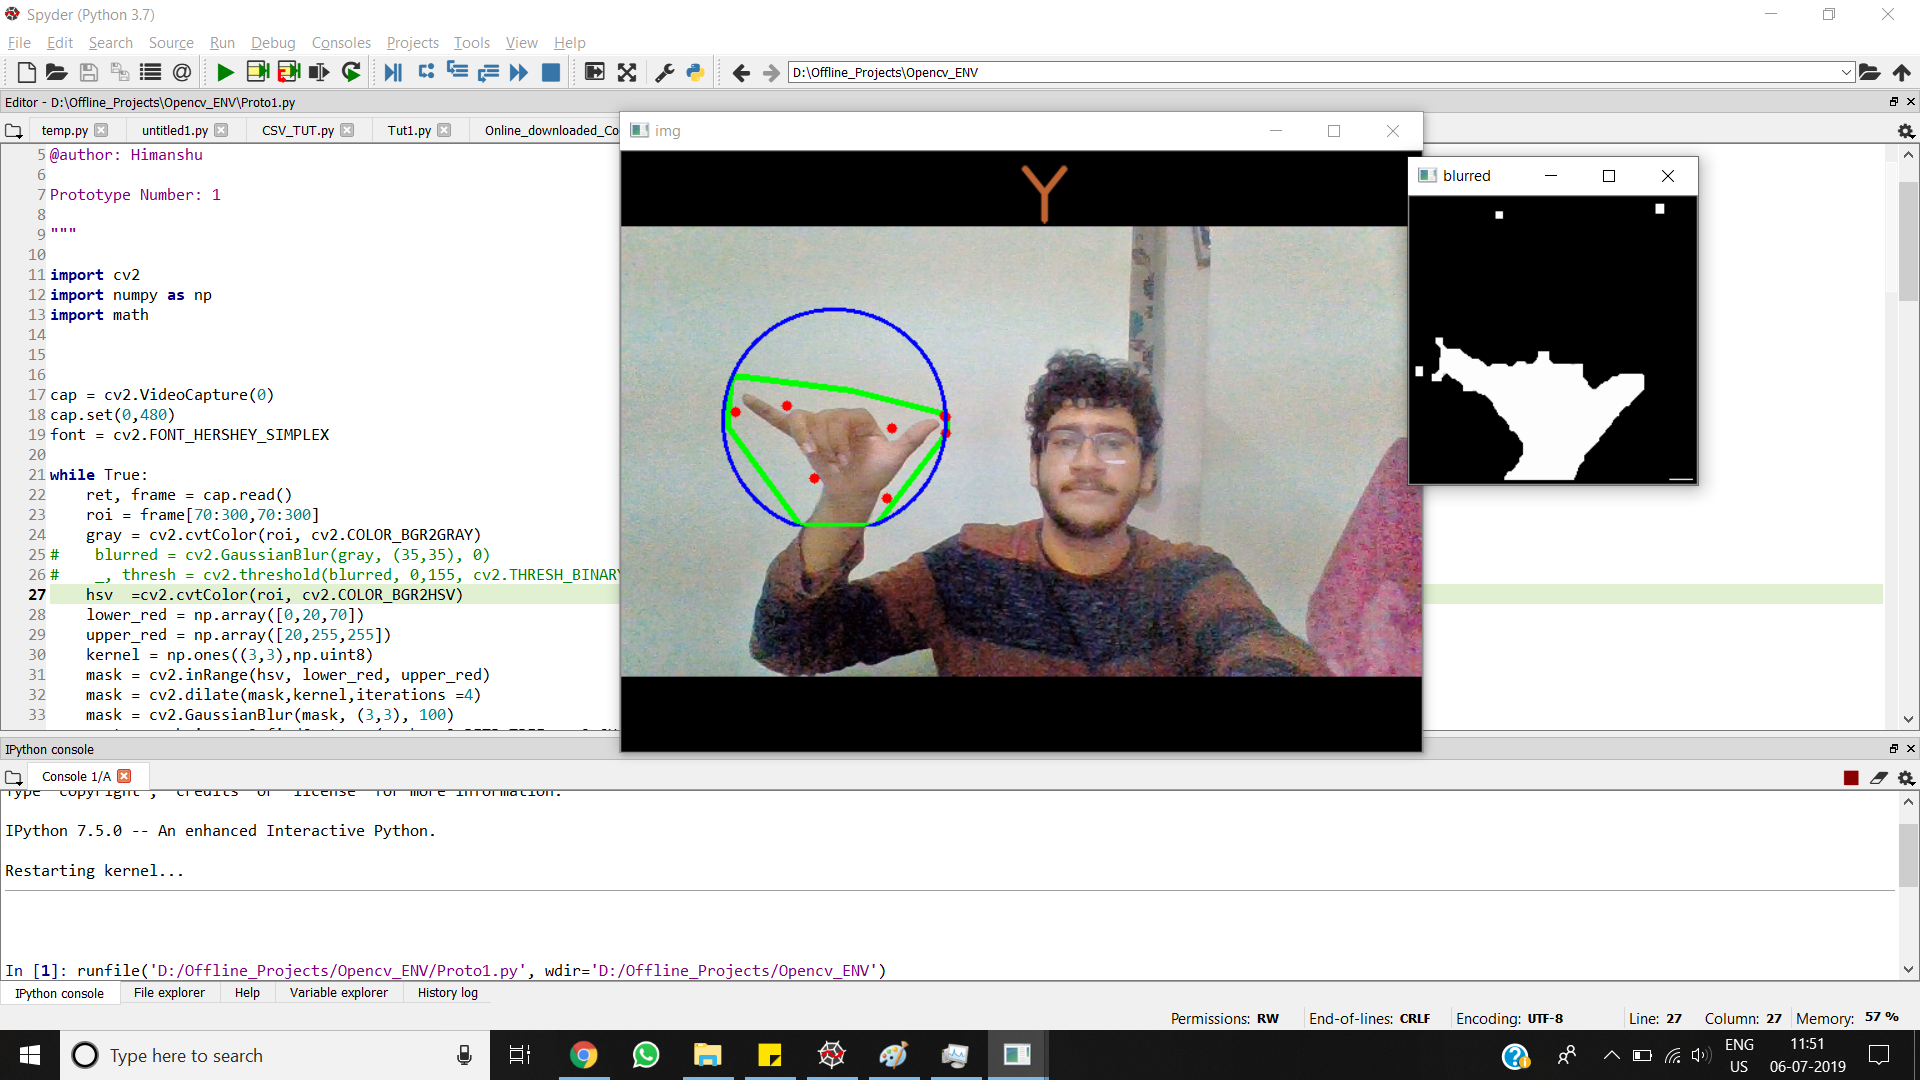 Spyder (Python 3.7)
File Edit Search Source Run Debug Consoles Projects Tools View Help
D:\Offline_Projects\Opencv_ENV
Editor - D:\Offline_Projects\Opencv_ENV\Proto1.py
temp.py untitled1.py CSV_TUT.py Tut1.py Online_downloaded_Co
img
blurred
Y
5 @author: Himanshu
6
7 Prototype Number: 1
8
9 """
10
11 import cv2
12 import numpy as np
13 import math
14
15
16
17 cap = cv2.VideoCapture(0)
18 cap.set(0,480)
19 font = cv2.FONT_HERSHEY_SIMPLEX
20
21 while True:
22 ret, frame = cap.read()
23 roi = frame[70:300,70:300]
24 gray = cv2.cvtColor(roi, cv2.COLOR_BGR2GRAY)
25 # blurred = cv2.GaussianBlur(gray, (35,35), 0)
26 # _, thresh = cv2.threshold(blurred, 0,155, cv2.THRESH_BINARY
27 hsv =cv2.cvtColor(roi, cv2.COLOR_BGR2HSV)
28 lower_red = np.array([0,20,70])
29 upper_red = np.array([20,255,255])
30 kernel = np.ones((3,3),np.uint8)
31 mask = cv2.inRange(hsv, lower_red, upper_red)
32 mask = cv2.dilate(mask,kernel,iterations =4)
33 mask = cv2.GaussianBlur(mask, (3,3), 100)
IPython console
Console 1/A
Type "copyright", "credits" or "license" for more information.
IPython 7.5.0 -- An enhanced Interactive Python.
Restarting kernel...
In [1]: runfile('D:/Offline_Projects/Opencv_ENV/Proto1.py', wdir='D:/Offline_Projects/Opencv_ENV')
IPython console File explorer Help Variable explorer History log
Permissions: RW End-of-lines: CRLF Encoding: UTF-8 Line: 27 Column: 27 Memory: 57 %
Type here to search
ENG
US
11:51
06-07-2019